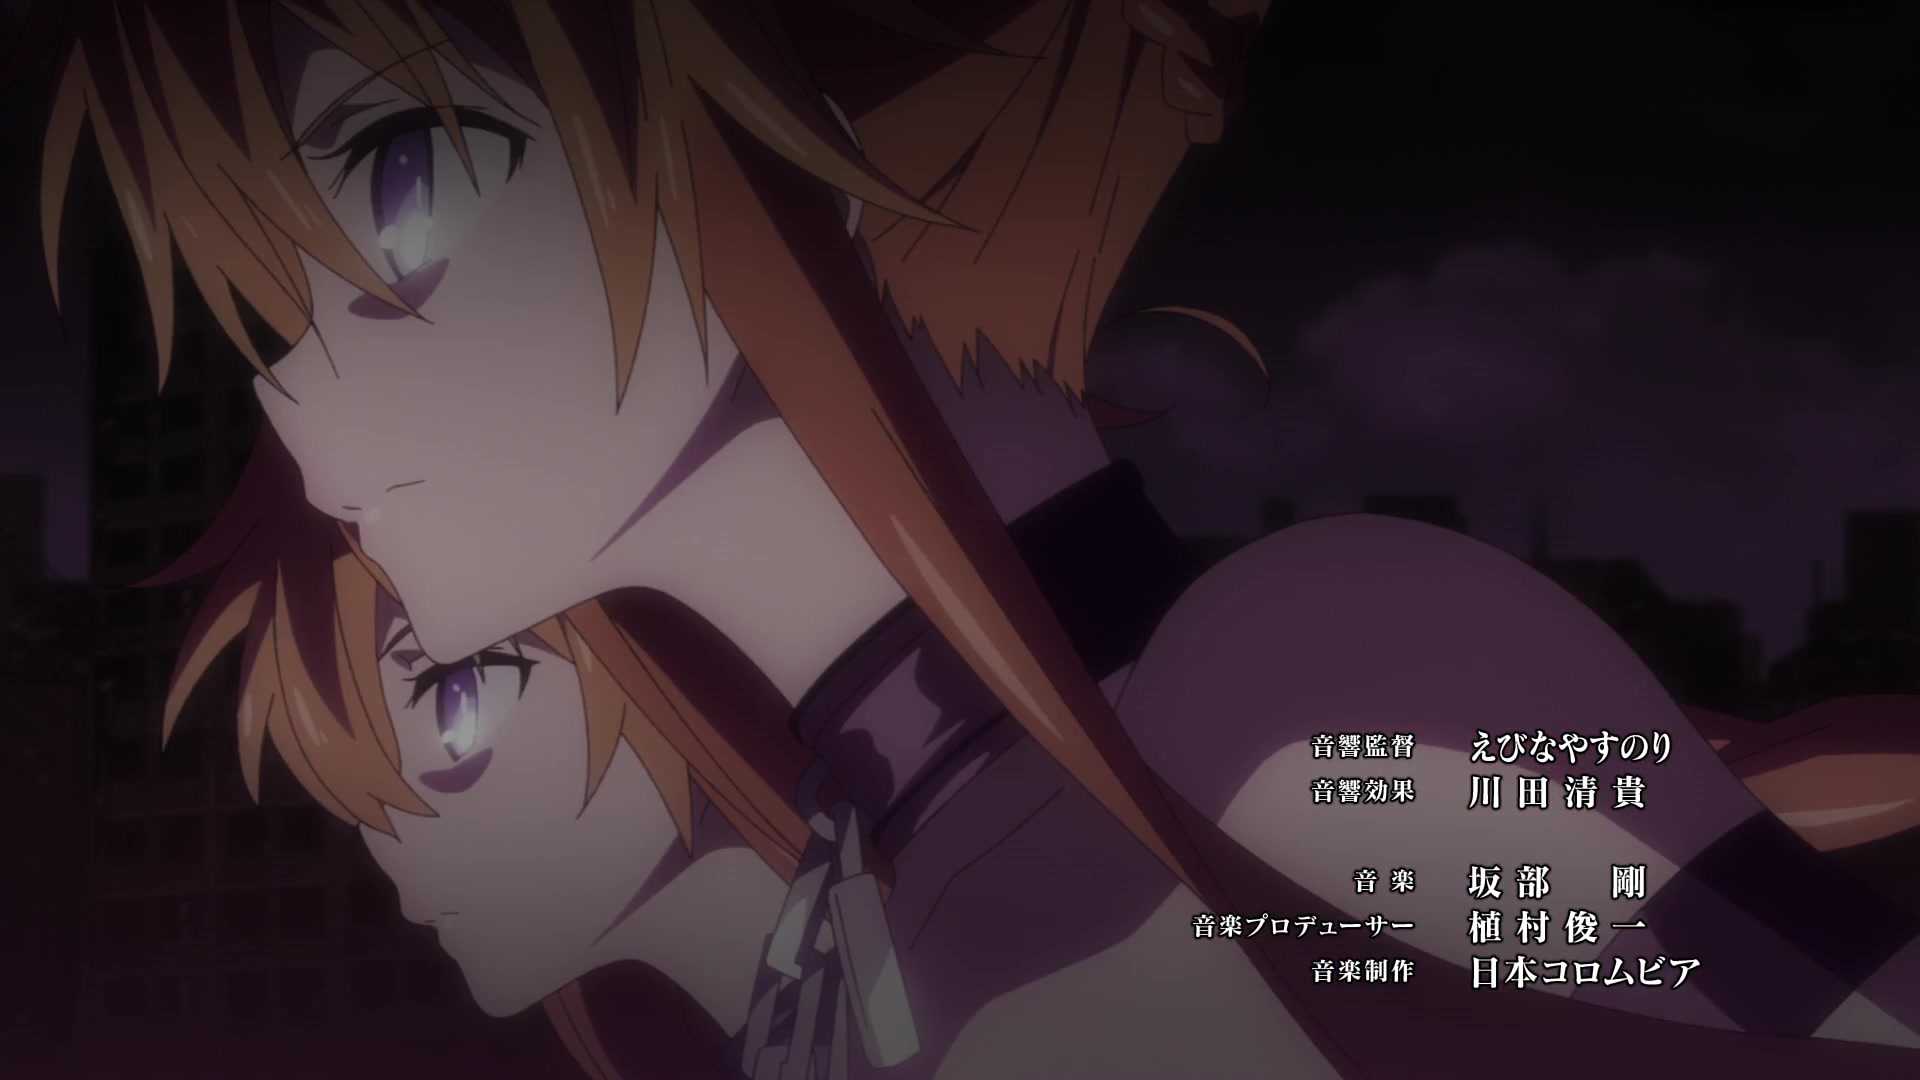 音響監督 えびなやすのり
音響効果 川田清貴
音楽 坂部 剛
音楽プロデューサー 植村俊一
音楽制作 日本コロムビア